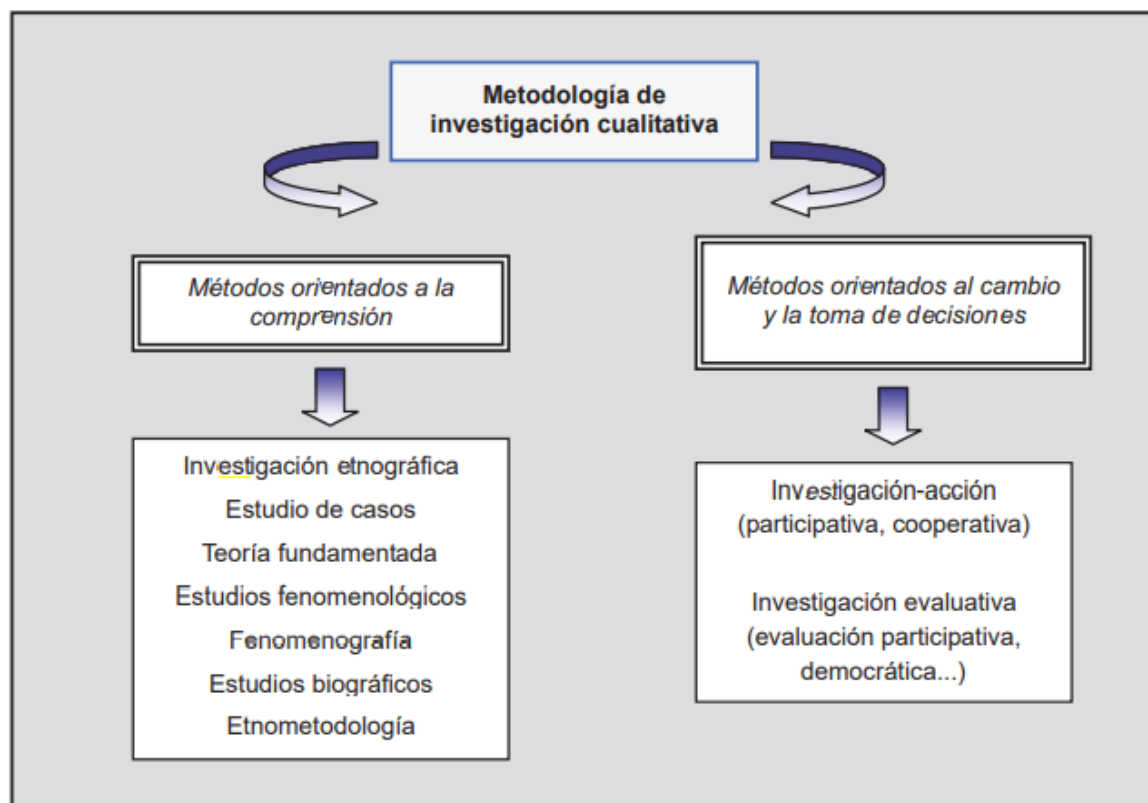 Metodología de
investigación cualitativa
Métodos orientados a la
comprensión
Investigación etnográfica
Estudio de casos
Teoría fundamentada
Estudios fenomenológicos
Fenomenografía
Estudios biográficos
Etnometodología
Métodos orientados al cambio
y la toma de decisiones
Investigación-acción
(participativa, cooperativa)
Investigación evaluativa
(evaluación participativa,
democrática...)